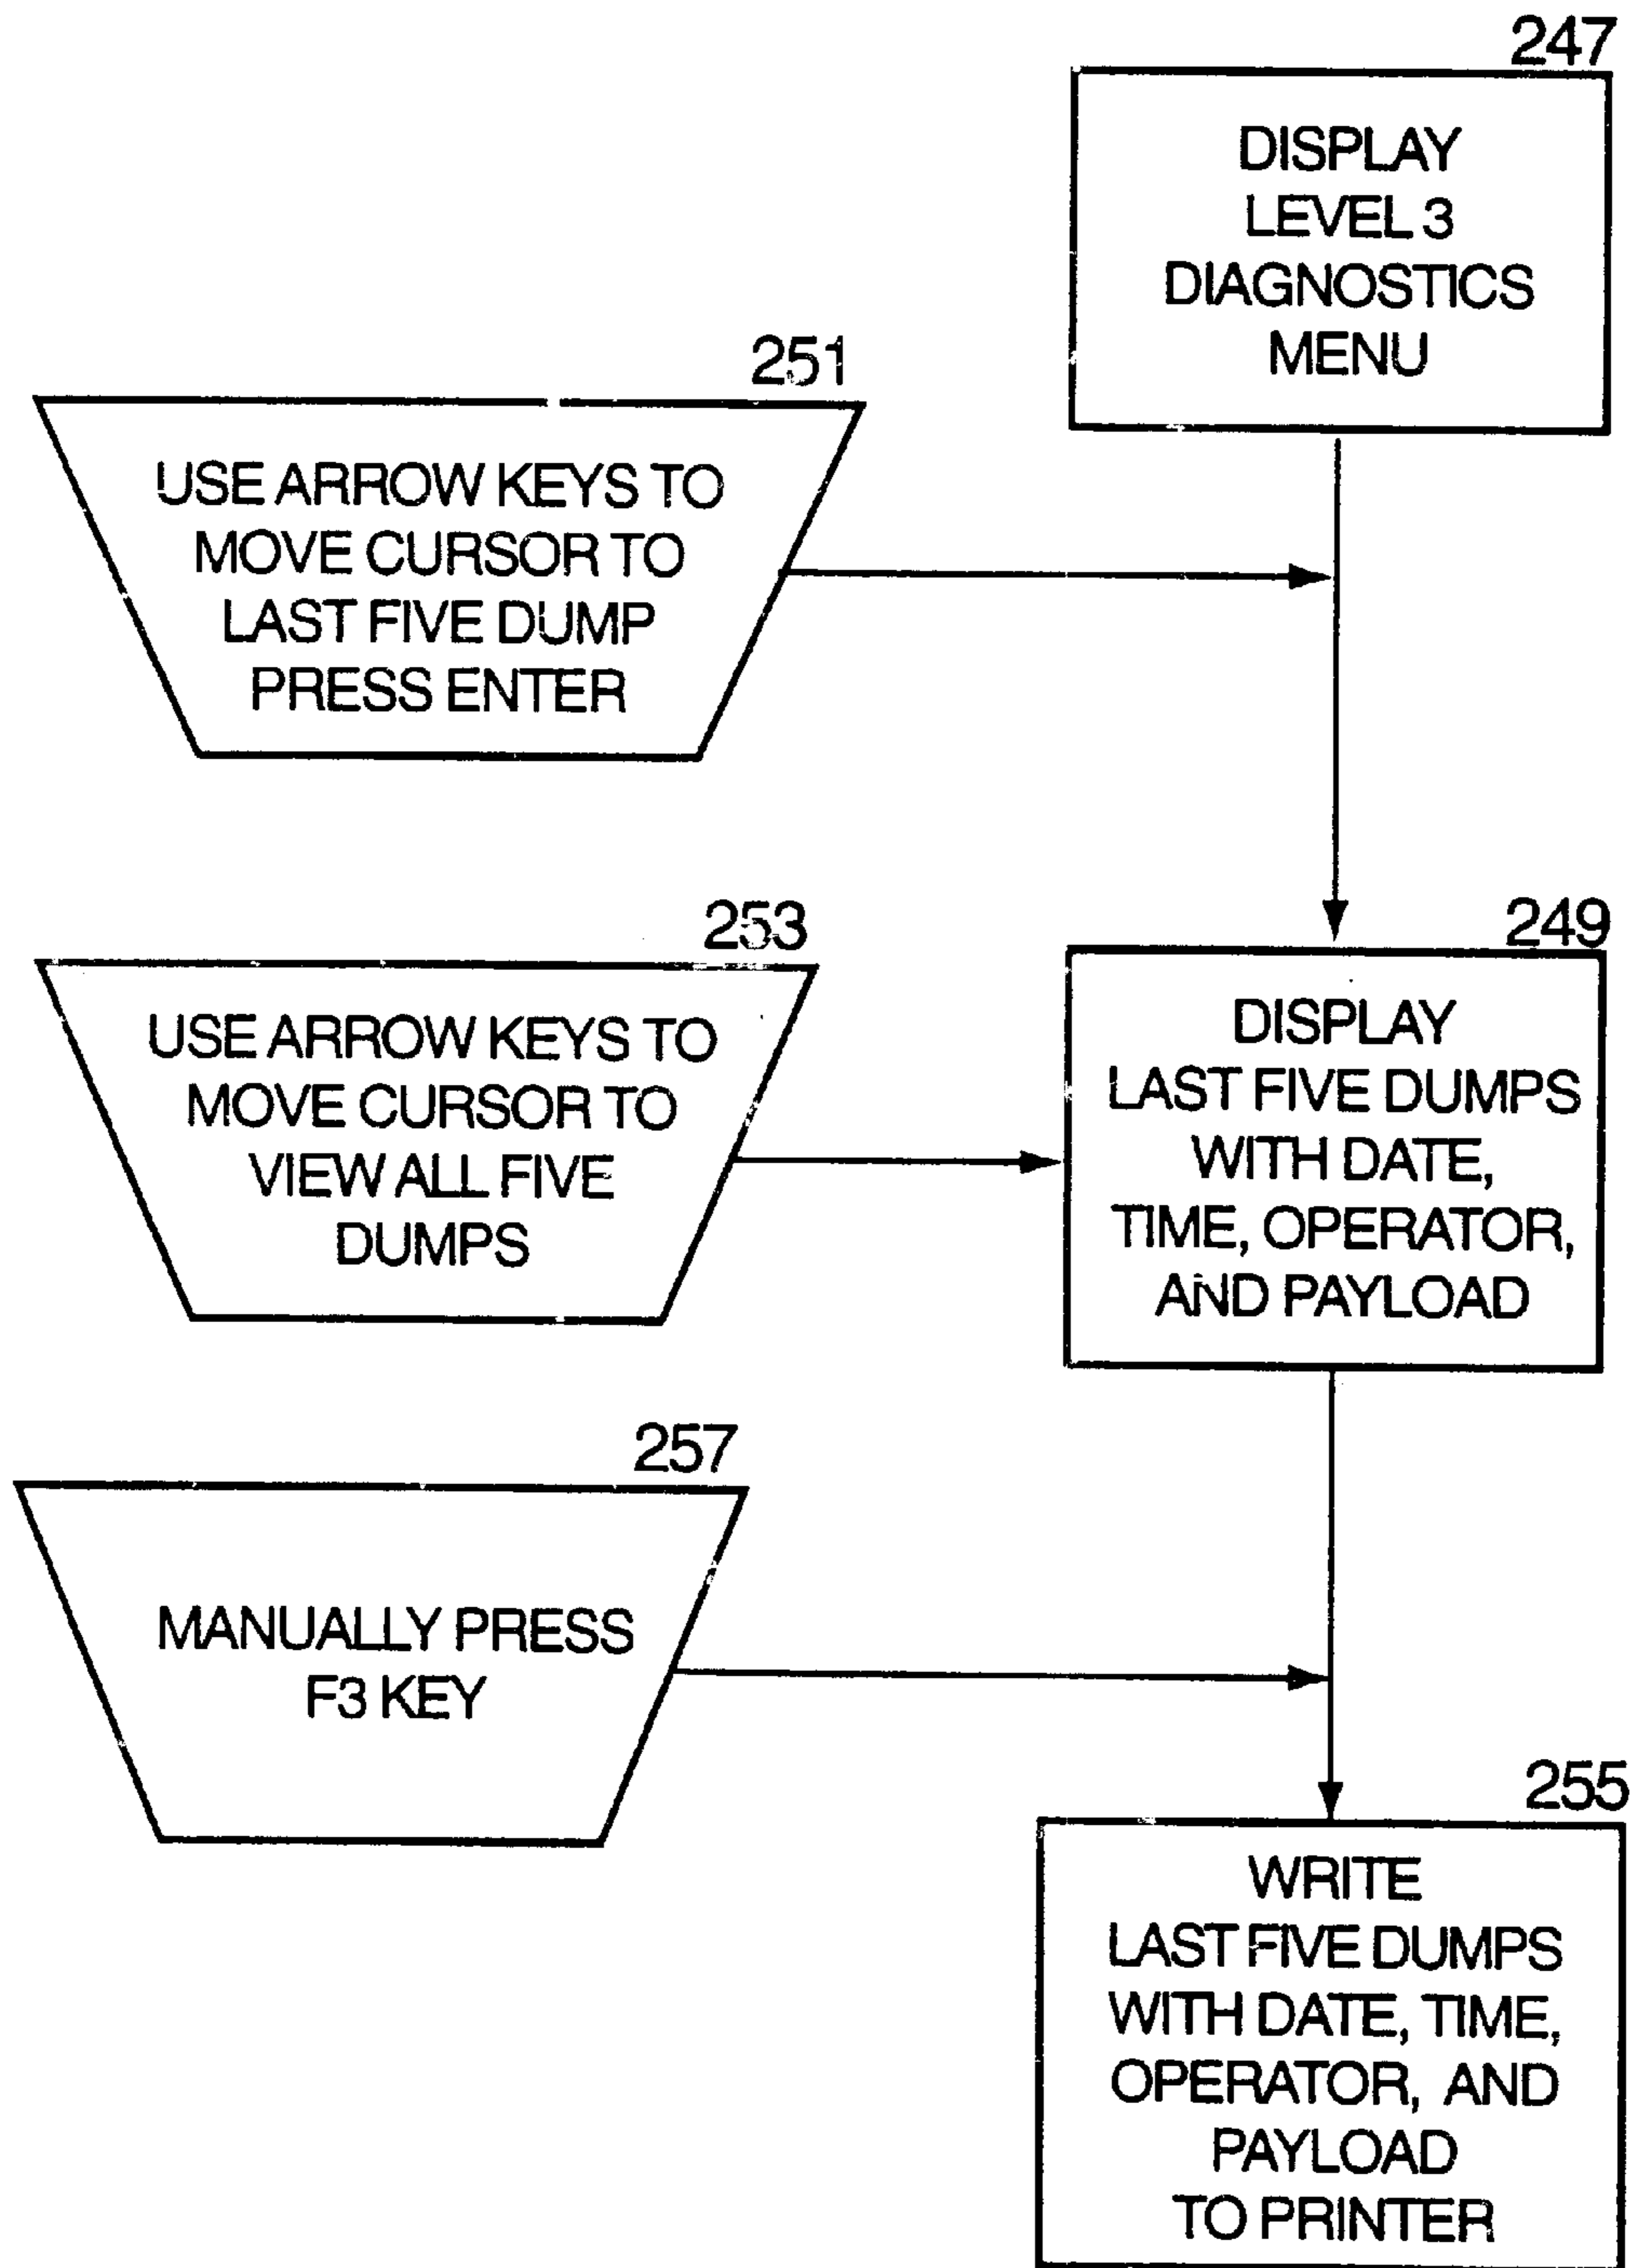 247
DISPLAY
LEVEL 3
DIAGNOSTICS
MENU
251
USE ARROW KEYS TO
MOVE CURSOR TO
LAST FIVE DUMP
PRESS ENTER
253
USE ARROW KEYS TO
MOVE CURSOR TO
VIEW ALL FIVE
DUMPS
249
DISPLAY
LAST FIVE DUMPS
WITH DATE,
TIME, OPERATOR,
AND PAYLOAD
257
MANUALLY PRESS
F3 KEY
255
WRITE
LAST FIVE DUMPS
WITH DATE, TIME,
OPERATOR, AND
PAYLOAD
TO PRINTER